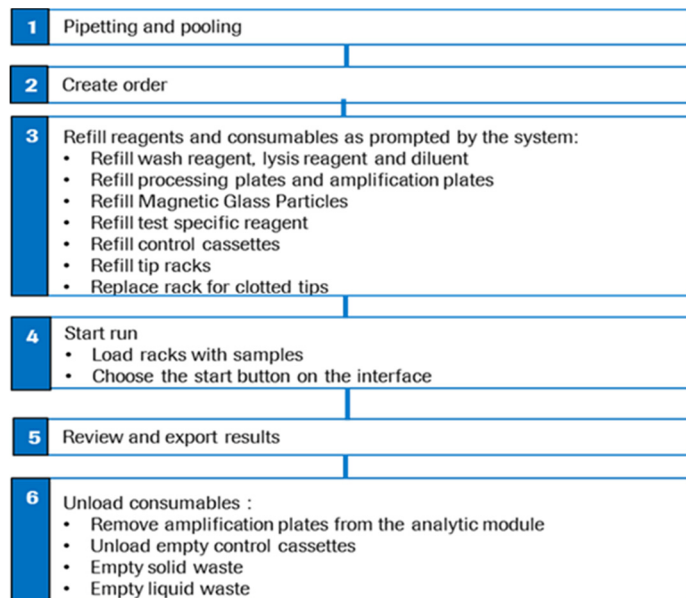 1 Pipetting and pooling
2 Create order
3 Refill reagents and consumables as prompted by the system:
• Refill wash reagent, lysis reagent and diluent
• Refill processing plates and amplification plates
• Refill Magnetic Glass Particles
• Refill test specific reagent
• Refill control cassettes
• Refill tip racks
• Replace rack for clotted tips
4 Start run
• Load racks with samples
• Choose the start button on the interface
5 Review and export results
6 Unload consumables :
• Remove amplification plates from the analytic module
• Unload empty control cassettes
• Empty solid waste
• Empty liquid waste